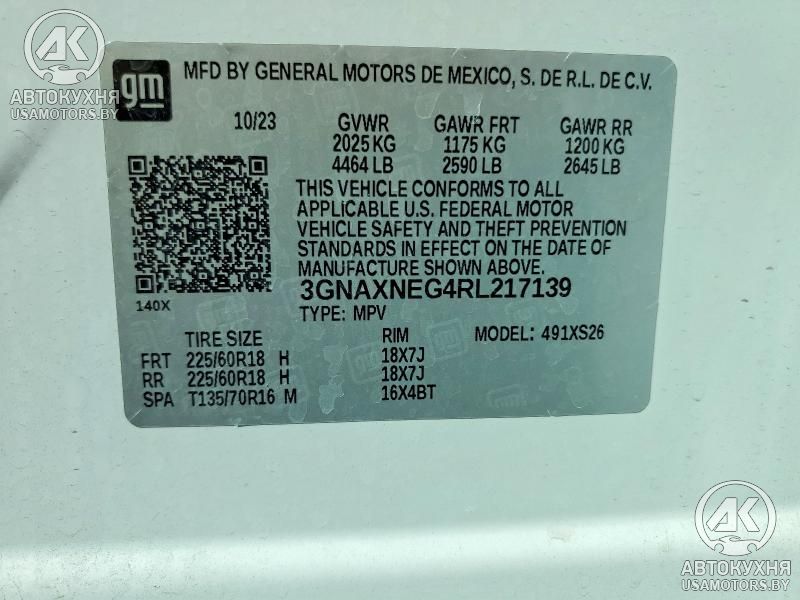 AK
АВТОКУХНЯ
USAMOTORS.BY
gm
MFD BY GENERAL MOTORS DE MEXICO, S. DE R.L. DE C.V.
10/23 GVWR GAWR FRT GAWR RR
2025 KG 1175 KG 1200 KG
4464 LB 2590 LB 2645 LB
THIS VEHICLE CONFORMS TO ALL
APPLICABLE U.S. FEDERAL MOTOR
VEHICLE SAFETY AND THEFT PREVENTION
STANDARDS IN EFFECT ON THE DATE OF
MANUFACTURE SHOWN ABOVE.
140X
3GNAXNEG4RL217139
TYPE: MPV
TIRE SIZE RIM MODEL: 491XS26
FRT 225/60R18 H 18X7J
RR 225/60R18 H 18X7J
SPA T135/70R16 M 16X4BT
AK
АВТОКУХНЯ
USAMOTORS.BY